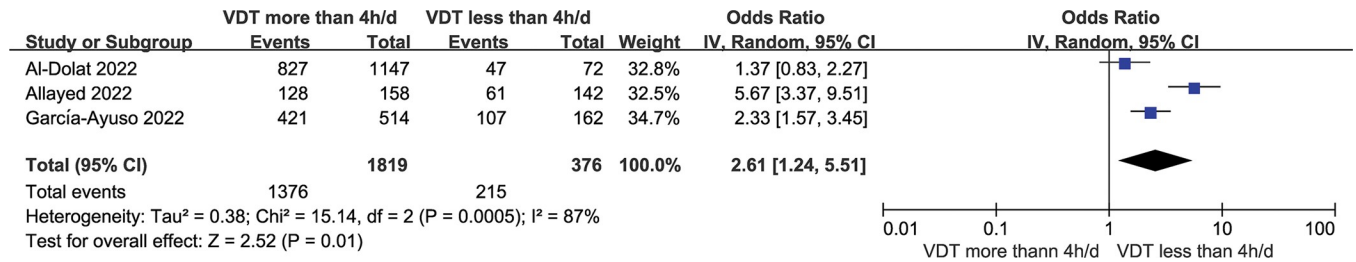 VDT more than 4h/d VDT less than 4h/d Odds Ratio Odds Ratio
Study or Subgroup Events Total Events Total Weight IV, Random, 95% CI IV, Random, 95% CI
Al-Dolat 2022 827 1147 47 72 32.8% 1.37 [0.83, 2.27]
Allayed 2022 128 158 61 142 32.5% 5.67 [3.37, 9.51]
García-Ayuso 2022 421 514 107 162 34.7% 2.33 [1.57, 3.45]
Total (95% CI) 1819 376 100.0% 2.61 [1.24, 5.51]
Total events 1376 215
Heterogeneity: Tau² = 0.38; Chi² = 15.14, df = 2 (P = 0.0005); I² = 87%
Test for overall effect: Z = 2.52 (P = 0.01)
0.01 0.1 1 10 100
VDT more thann 4h/d VDT less than 4h/d